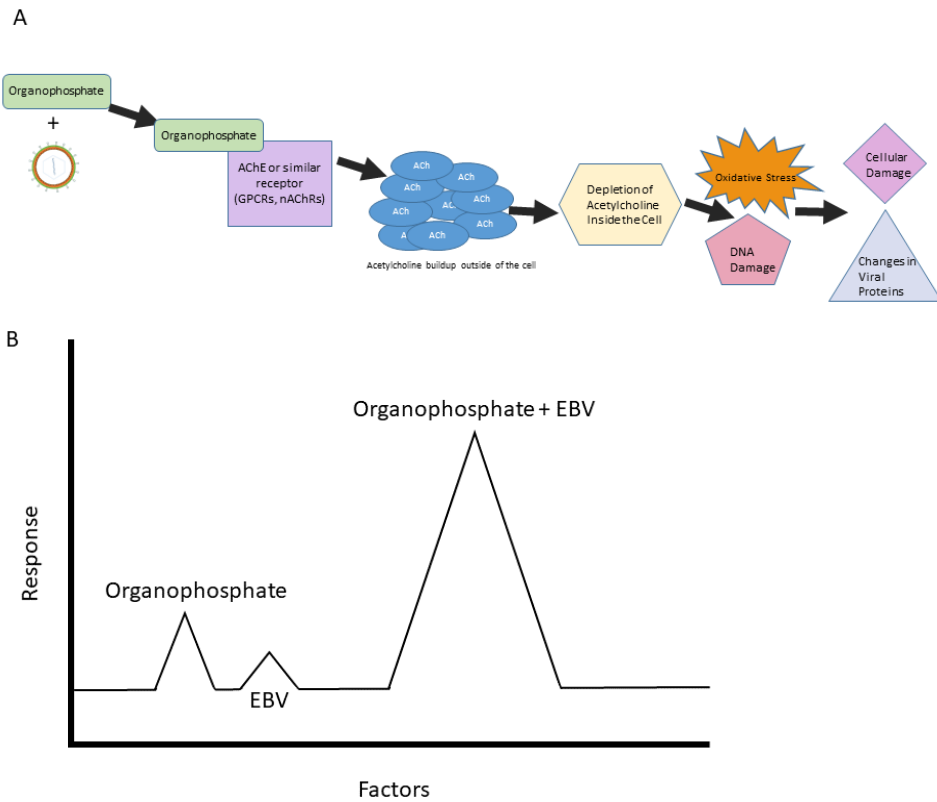 A
Organophosphate
+
Organophosphate
AChE or similar
receptor
(GPCRs, nAChRs)
ACh
ACh
ACh
ACh
ACh
ACh
ACh
A
ACh
Acetylcholine buildup outside of the cell
Depletion of
Acetylcholine
Inside the Cell
Oxidative Stress
DNA
Damage
Cellular
Damage
Changes in
Viral
Proteins
B
Organophosphate + EBV
Organophosphate
EBV
Response
Factors